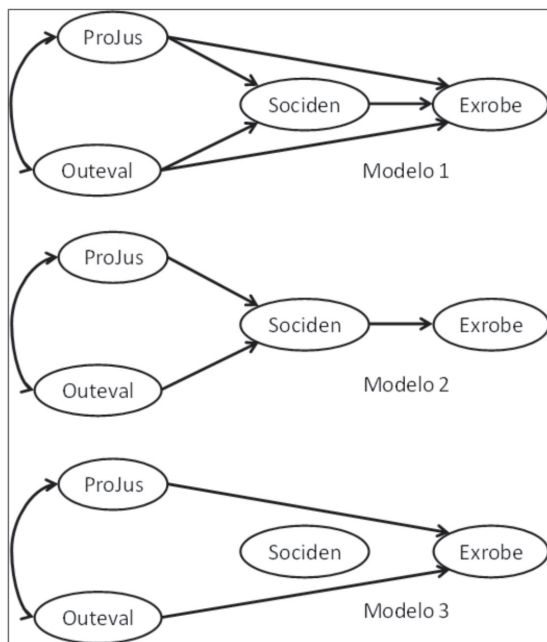 ProJus
Sociden
Exrobe
Outeval
Modelo 1
ProJus
Sociden
Exrobe
Outeval
Modelo 2
ProJus
Sociden
Exrobe
Outeval
Modelo 3